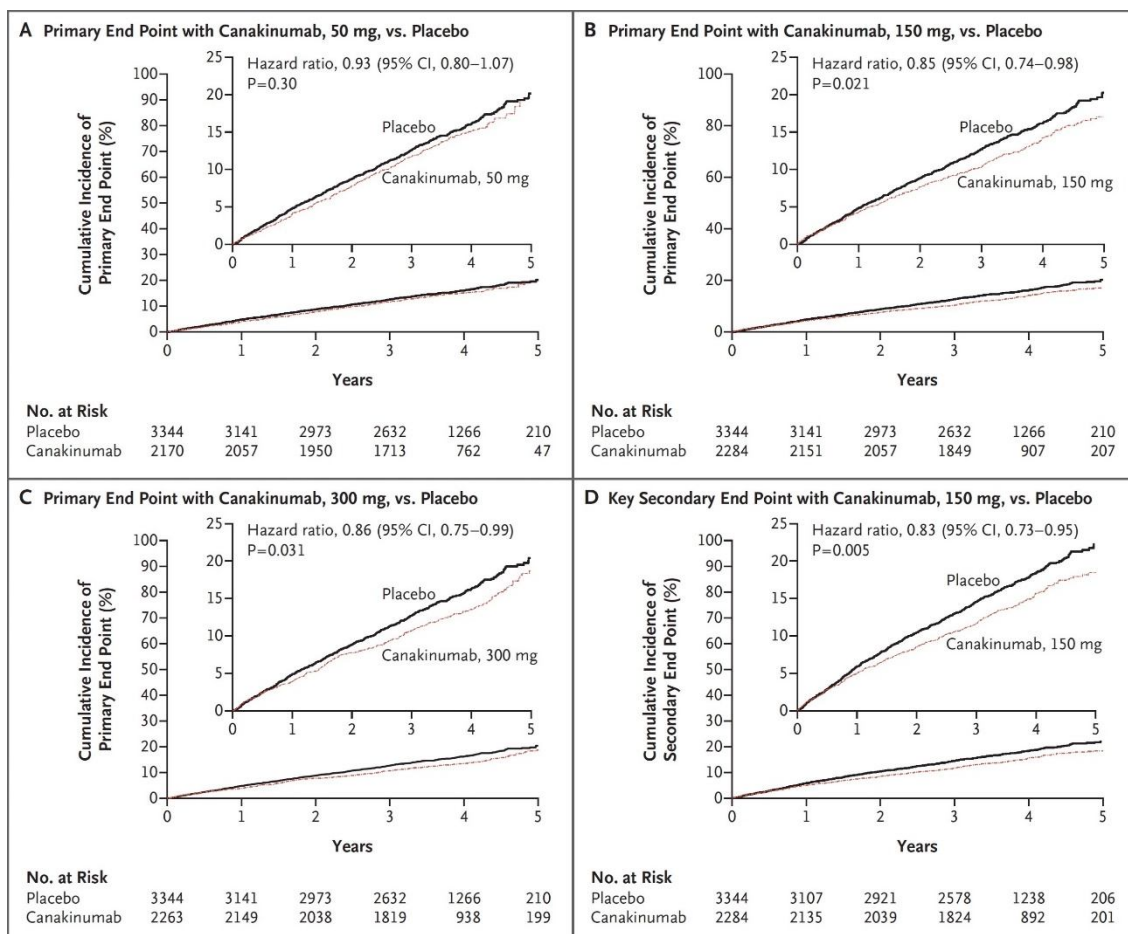 A Primary End Point with Canakinumab, 50 mg, vs. Placebo
Hazard ratio, 0.93 (95% CI, 0.80–1.07)
P=0.30
Cumulative Incidence of
Primary End Point (%)
100
90
80
70
60
50
40
30
20
10
0
25
20
15
10
5
0
Placebo
Canakinumab, 50 mg
0 1 2 3 4 5
0 1 2 3 4 5
Years
No. at Risk
Placebo 3344 3141 2973 2632 1266 210
Canakinumab 2170 2057 1950 1713 762 47
B Primary End Point with Canakinumab, 150 mg, vs. Placebo
Hazard ratio, 0.85 (95% CI, 0.74–0.98)
P=0.021
Cumulative Incidence of
Primary End Point (%)
100
90
80
70
60
50
40
30
20
10
0
25
20
15
10
5
0
Placebo
Canakinumab, 150 mg
0 1 2 3 4 5
0 1 2 3 4 5
Years
No. at Risk
Placebo 3344 3141 2973 2632 1266 210
Canakinumab 2284 2151 2057 1849 907 207
C Primary End Point with Canakinumab, 300 mg, vs. Placebo
Hazard ratio, 0.86 (95% CI, 0.75–0.99)
P=0.031
Cumulative Incidence of
Primary End Point (%)
100
90
80
70
60
50
40
30
20
10
0
25
20
15
10
5
0
Placebo
Canakinumab, 300 mg
0 1 2 3 4 5
0 1 2 3 4 5
Years
No. at Risk
Placebo 3344 3141 2973 2632 1266 210
Canakinumab 2263 2149 2038 1819 938 199
D Key Secondary End Point with Canakinumab, 150 mg, vs. Placebo
Hazard ratio, 0.83 (95% CI, 0.73–0.95)
P=0.005
Cumulative Incidence of
Secondary End Point (%)
100
90
80
70
60
50
40
30
20
10
0
25
20
15
10
5
0
Placebo
Canakinumab, 150 mg
0 1 2 3 4 5
0 1 2 3 4 5
Years
No. at Risk
Placebo 3344 3107 2921 2578 1238 206
Canakinumab 2284 2135 2039 1824 892 201